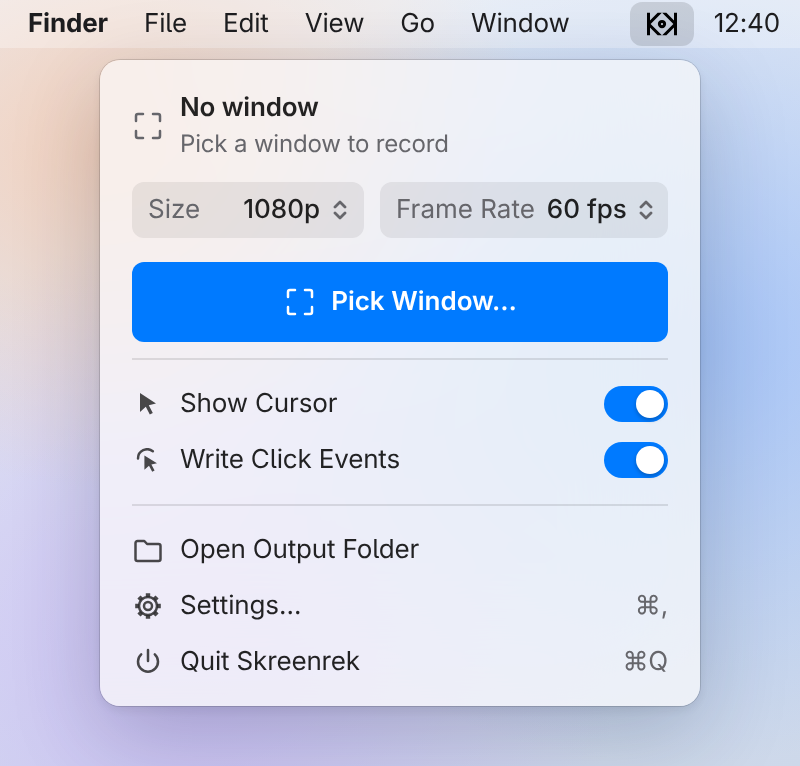 Finder File Edit View Go Window 12:40
No window
Pick a window to record
Size 1080p Frame Rate 60 fps
Pick Window...
Show Cursor
Write Click Events
Open Output Folder
Settings... ⌘,
Quit Skreenrek ⌘Q